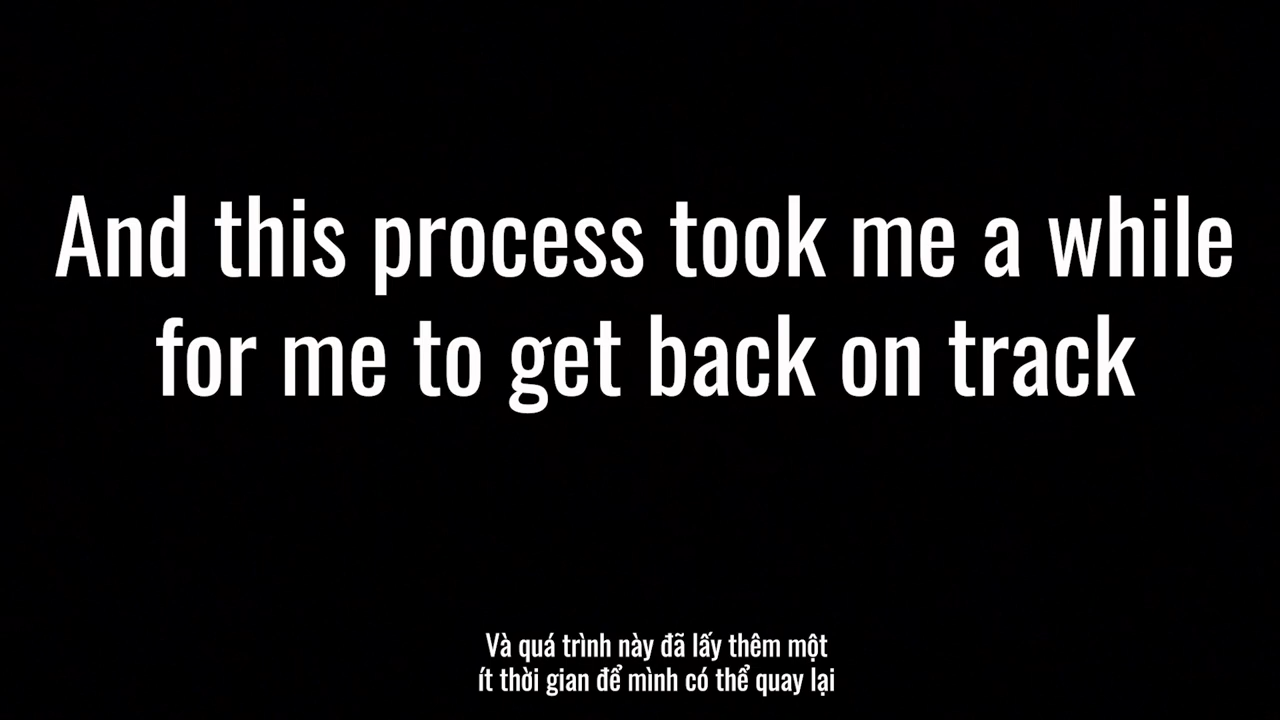 And this process took me a while
for me to get back on track
Và quá trình này đã lấy thêm một
ít thời gian để mình có thể quay lại